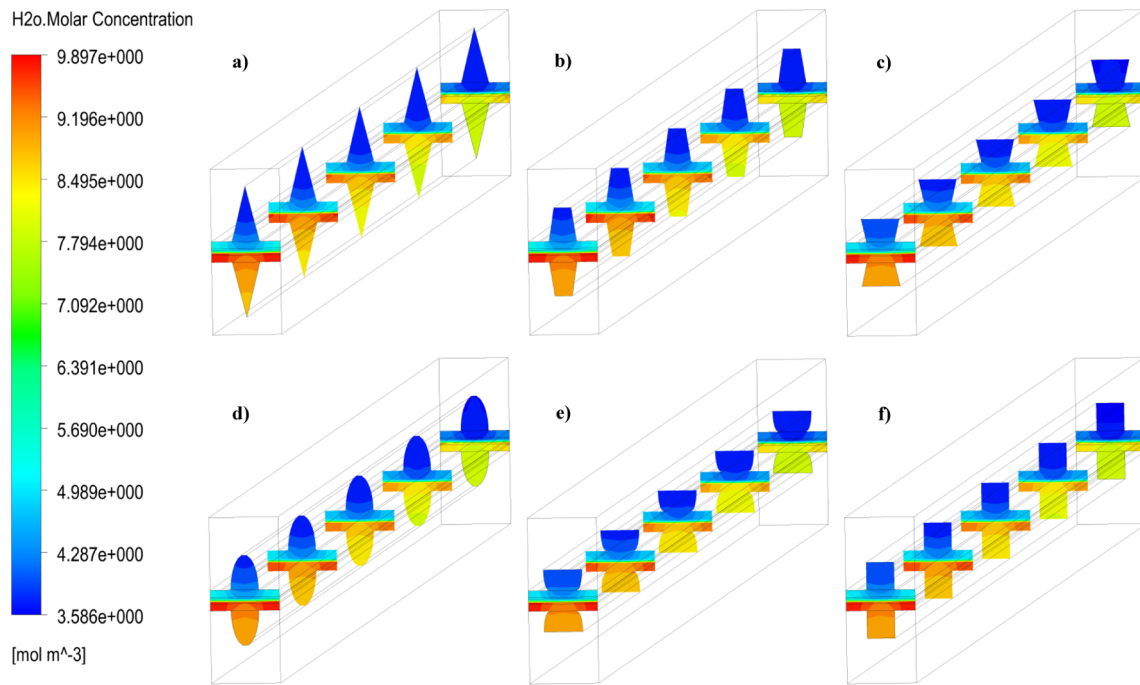 H2o.Molar Concentration
9.897e+000
9.196e+000
8.495e+000
7.794e+000
7.092e+000
6.391e+000
5.690e+000
4.989e+000
4.287e+000
3.586e+000
[mol m^-3]
a)
b)
c)
d)
e)
f)